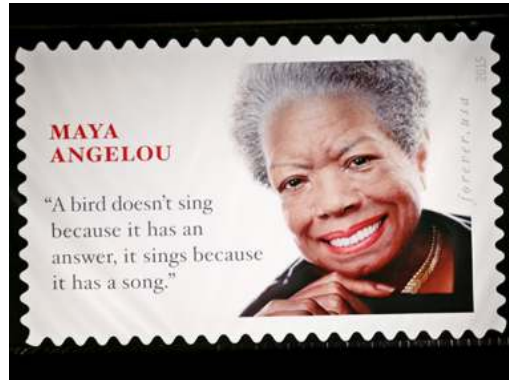 MAYA
ANGELOU
“A bird doesn’t sing
because it has an
answer, it sings because
it has a song.”
forever.usa
2015